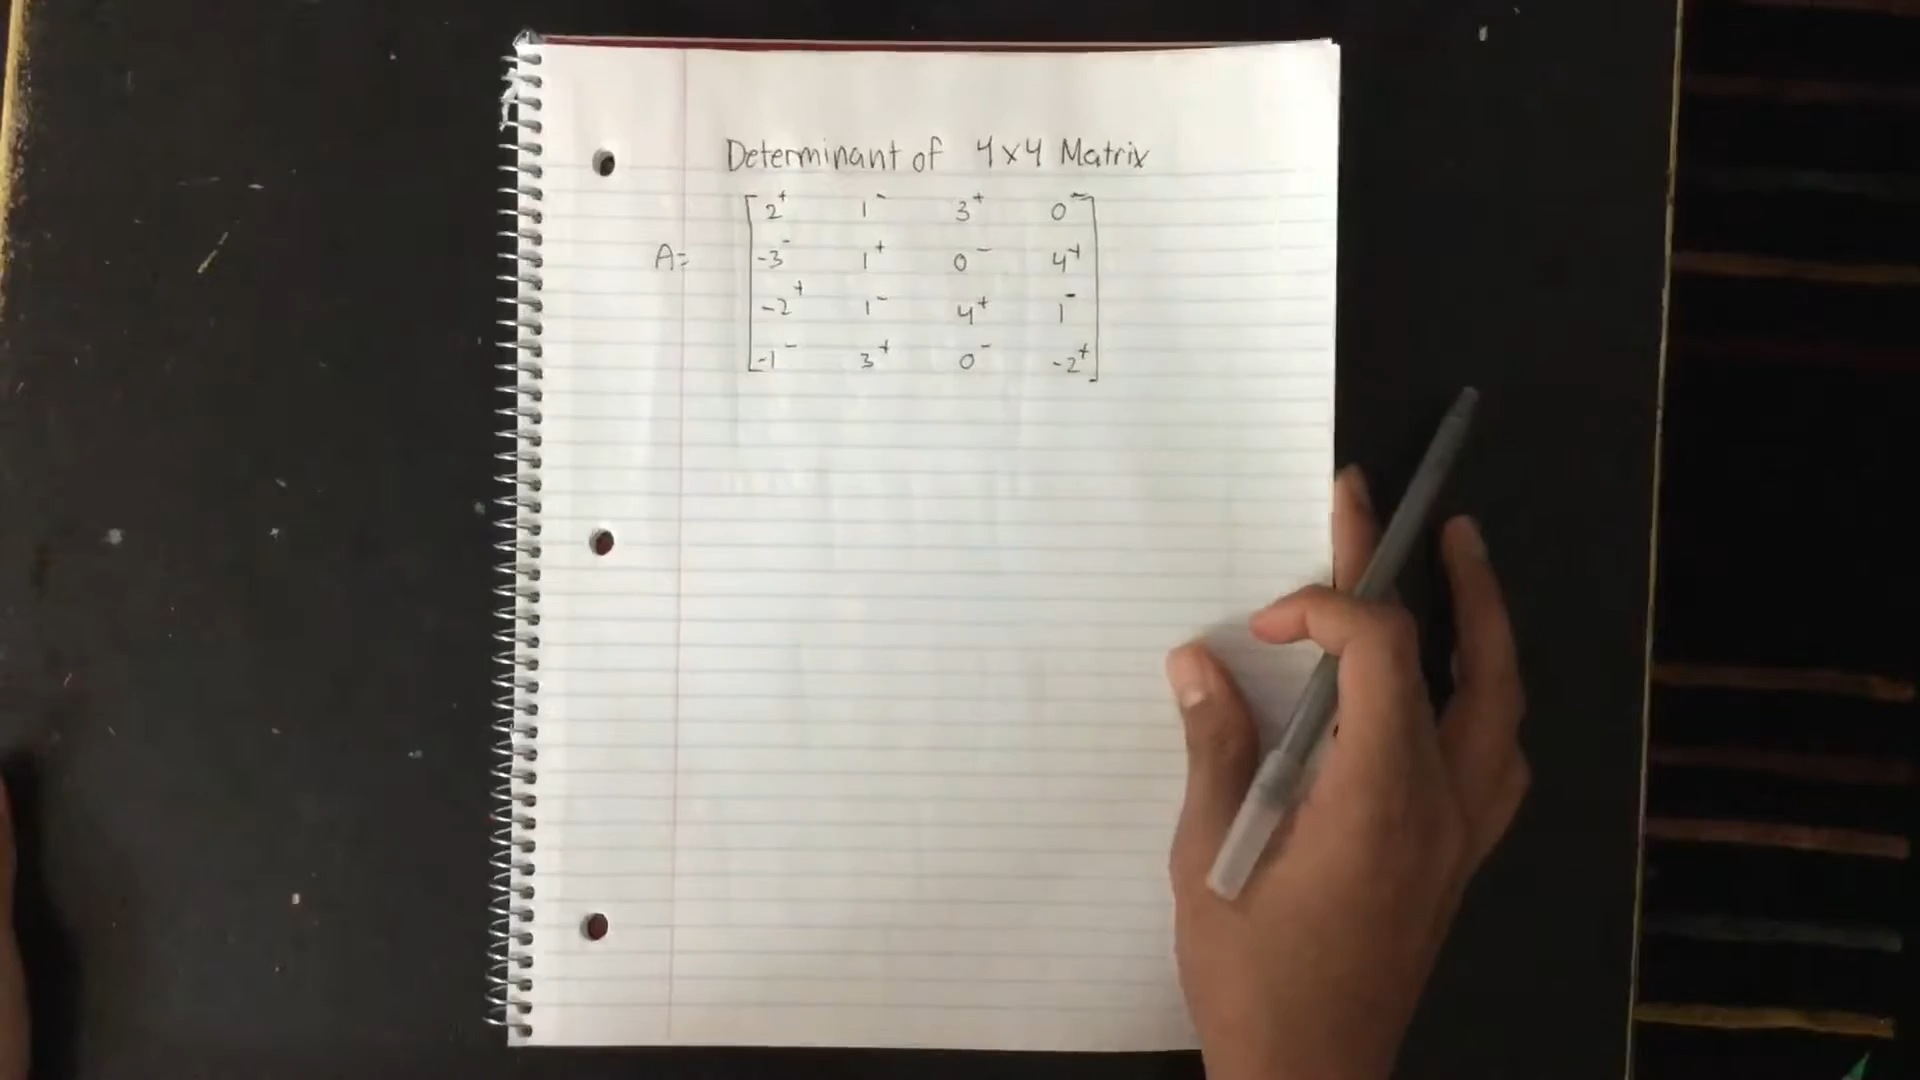 Determinant of 4x4 Matrix
2⁺ 1⁻ 3⁺ 0⁻
A= -3⁻ 1⁺ 0⁻ 4⁺
-2⁺ 1⁻ 4⁺ 1⁻
-1⁻ 3⁺ 0⁻ -2⁺